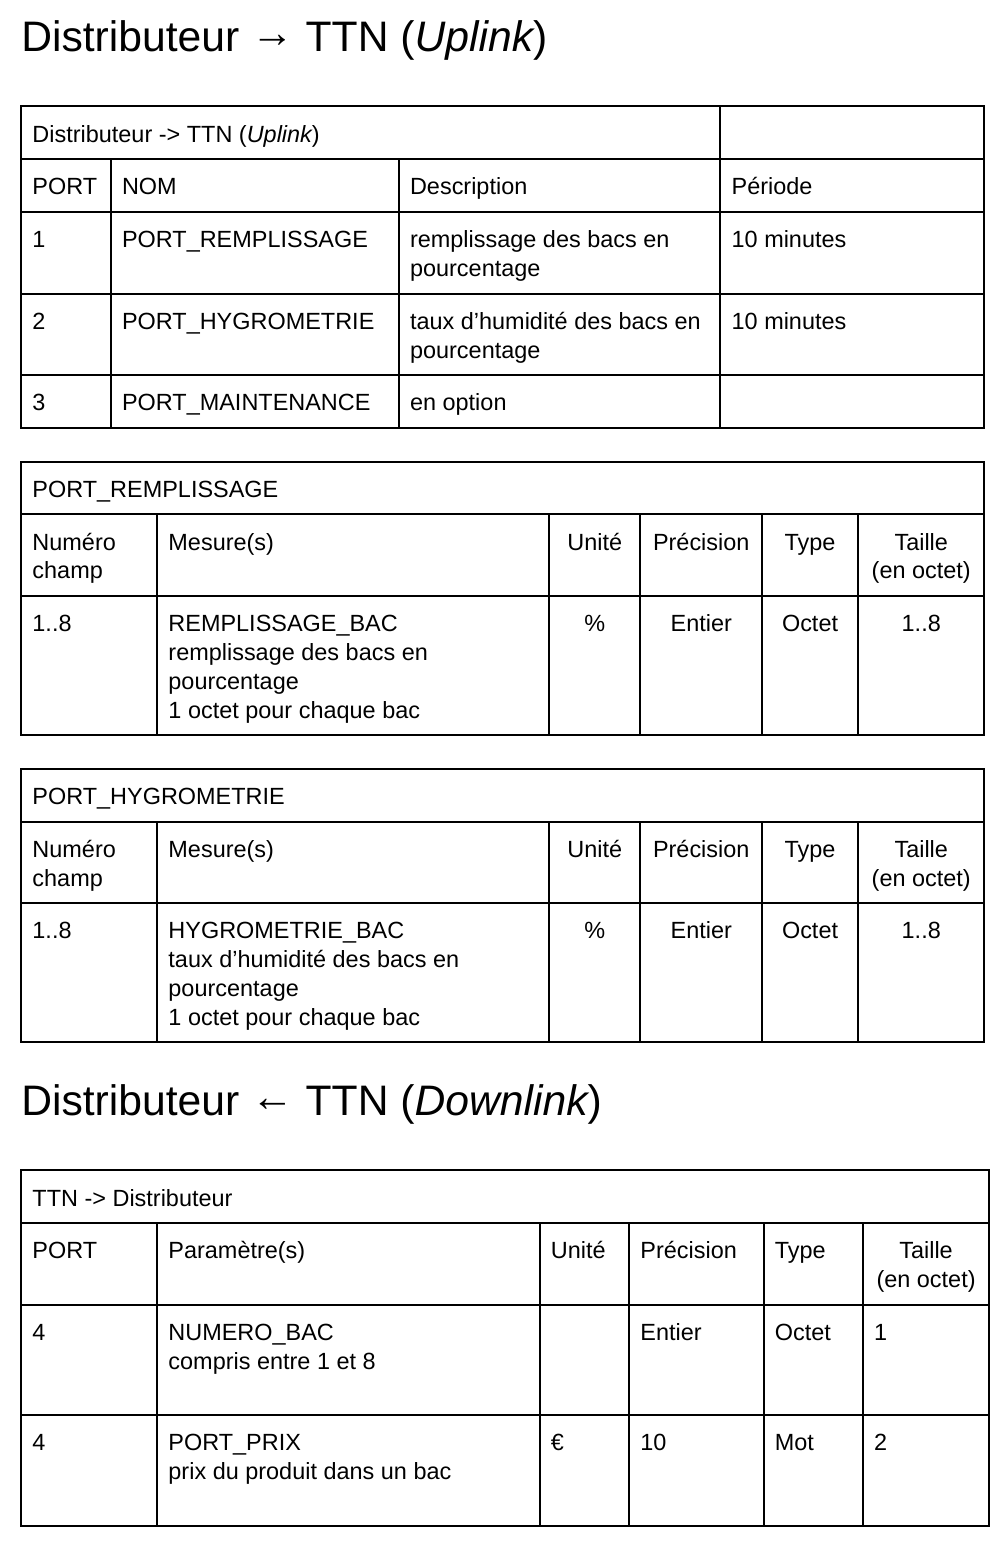 Distributeur → TTN (Uplink)
Distributeur -> TTN (Uplink)
PORT NOM Description Période
1 PORT_REMPLISSAGE remplissage des bacs en 10 minutes
pourcentage
2 PORT_HYGROMETRIE taux d’humidité des bacs en 10 minutes
pourcentage
3 PORT_MAINTENANCE en option
PORT_REMPLISSAGE
Numéro Mesure(s) Unité Précision Type Taille
champ (en octet)
1..8 REMPLISSAGE_BAC % Entier Octet 1..8
remplissage des bacs en
pourcentage
1 octet pour chaque bac
PORT_HYGROMETRIE
Numéro Mesure(s) Unité Précision Type Taille
champ (en octet)
1..8 HYGROMETRIE_BAC % Entier Octet 1..8
taux d’humidité des bacs en
pourcentage
1 octet pour chaque bac
Distributeur ← TTN (Downlink)
TTN -> Distributeur
PORT Paramètre(s) Unité Précision Type Taille
(en octet)
4 NUMERO_BAC Entier Octet 1
compris entre 1 et 8
4 PORT_PRIX € 10 Mot 2
prix du produit dans un bac